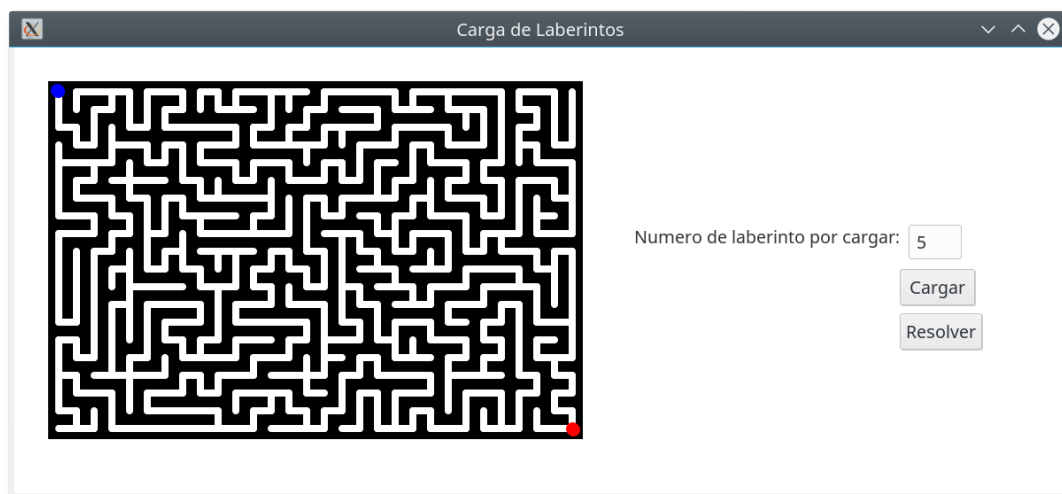 Carga de Laberintos
Numero de laberinto por cargar: 5
Cargar
Resolver